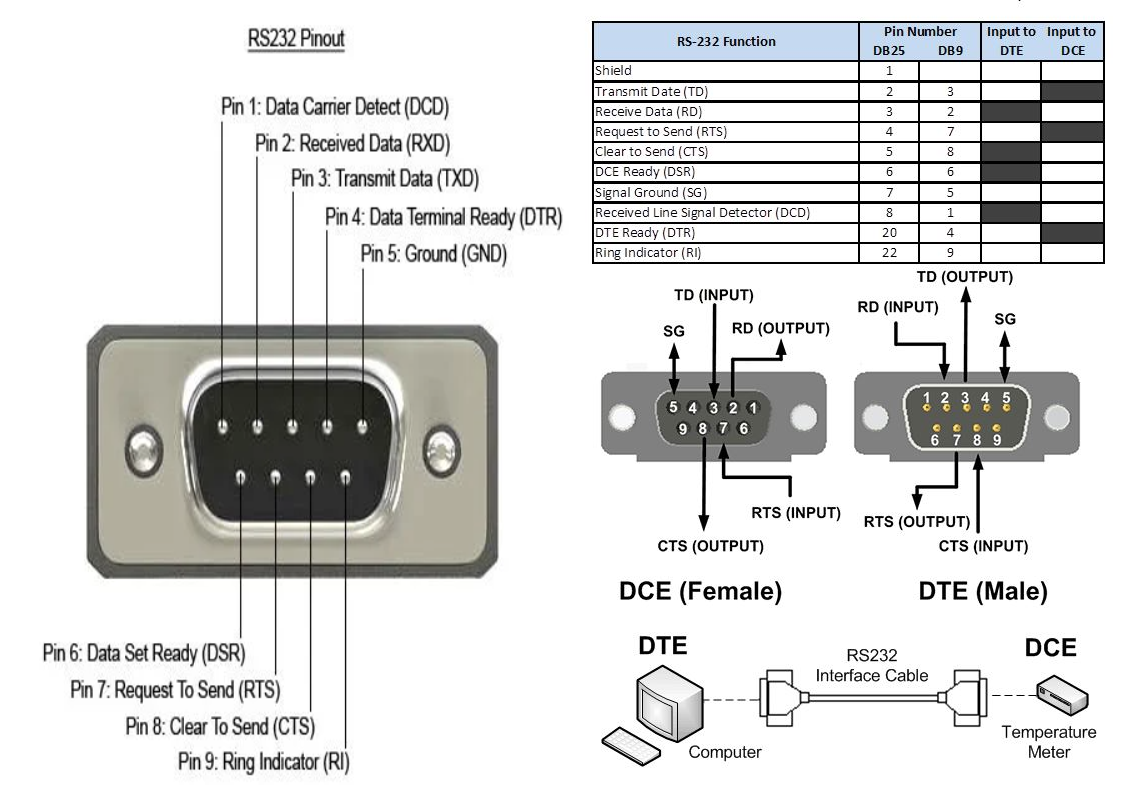 RS232 Pinout
Pin 1: Data Carrier Detect (DCD)
Pin 2: Received Data (RXD)
Pin 3: Transmit Data (TXD)
Pin 4: Data Terminal Ready (DTR)
Pin 5: Ground (GND)
Pin 6: Data Set Ready (DSR)
Pin 7: Request To Send (RTS)
Pin 8: Clear To Send (CTS)
Pin 9: Ring Indicator (RI)
RS-232 Function Pin Number Input to Input to
DB25 DB9 DTE DCE
Shield 1
Transmit Date (TD) 2 3
Receive Data (RD) 3 2
Request to Send (RTS) 4 7
Clear to Send (CTS) 5 8
DCE Ready (DSR) 6 6
Signal Ground (SG) 7 5
Received Line Signal Detector (DCD) 8 1
DTE Ready (DTR) 20 4
Ring Indicator (RI) 22 9
TD (INPUT)
RD (OUTPUT)
SG
5 4 3 2 1
9 8 7 6
RTS (INPUT)
CTS (OUTPUT)
DCE (Female)
TD (OUTPUT)
RD (INPUT)
SG
1 2 3 4 5
6 7 8 9
RTS (OUTPUT)
CTS (INPUT)
DTE (Male)
DTE
Computer
RS232
Interface Cable
DCE
Temperature
Meter